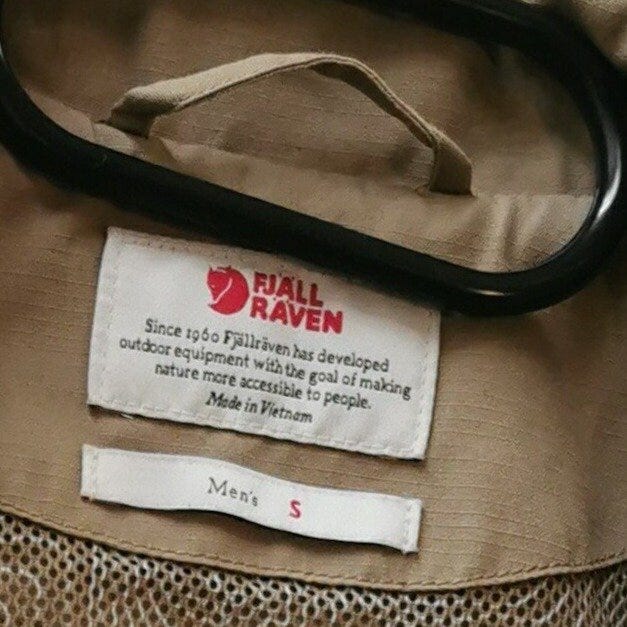 FJÄLL
RÄVEN
Since 1960 Fjällräven has developed
outdoor equipment with the goal of making
nature more accessible to people.
Made in Vietnam
Men's S